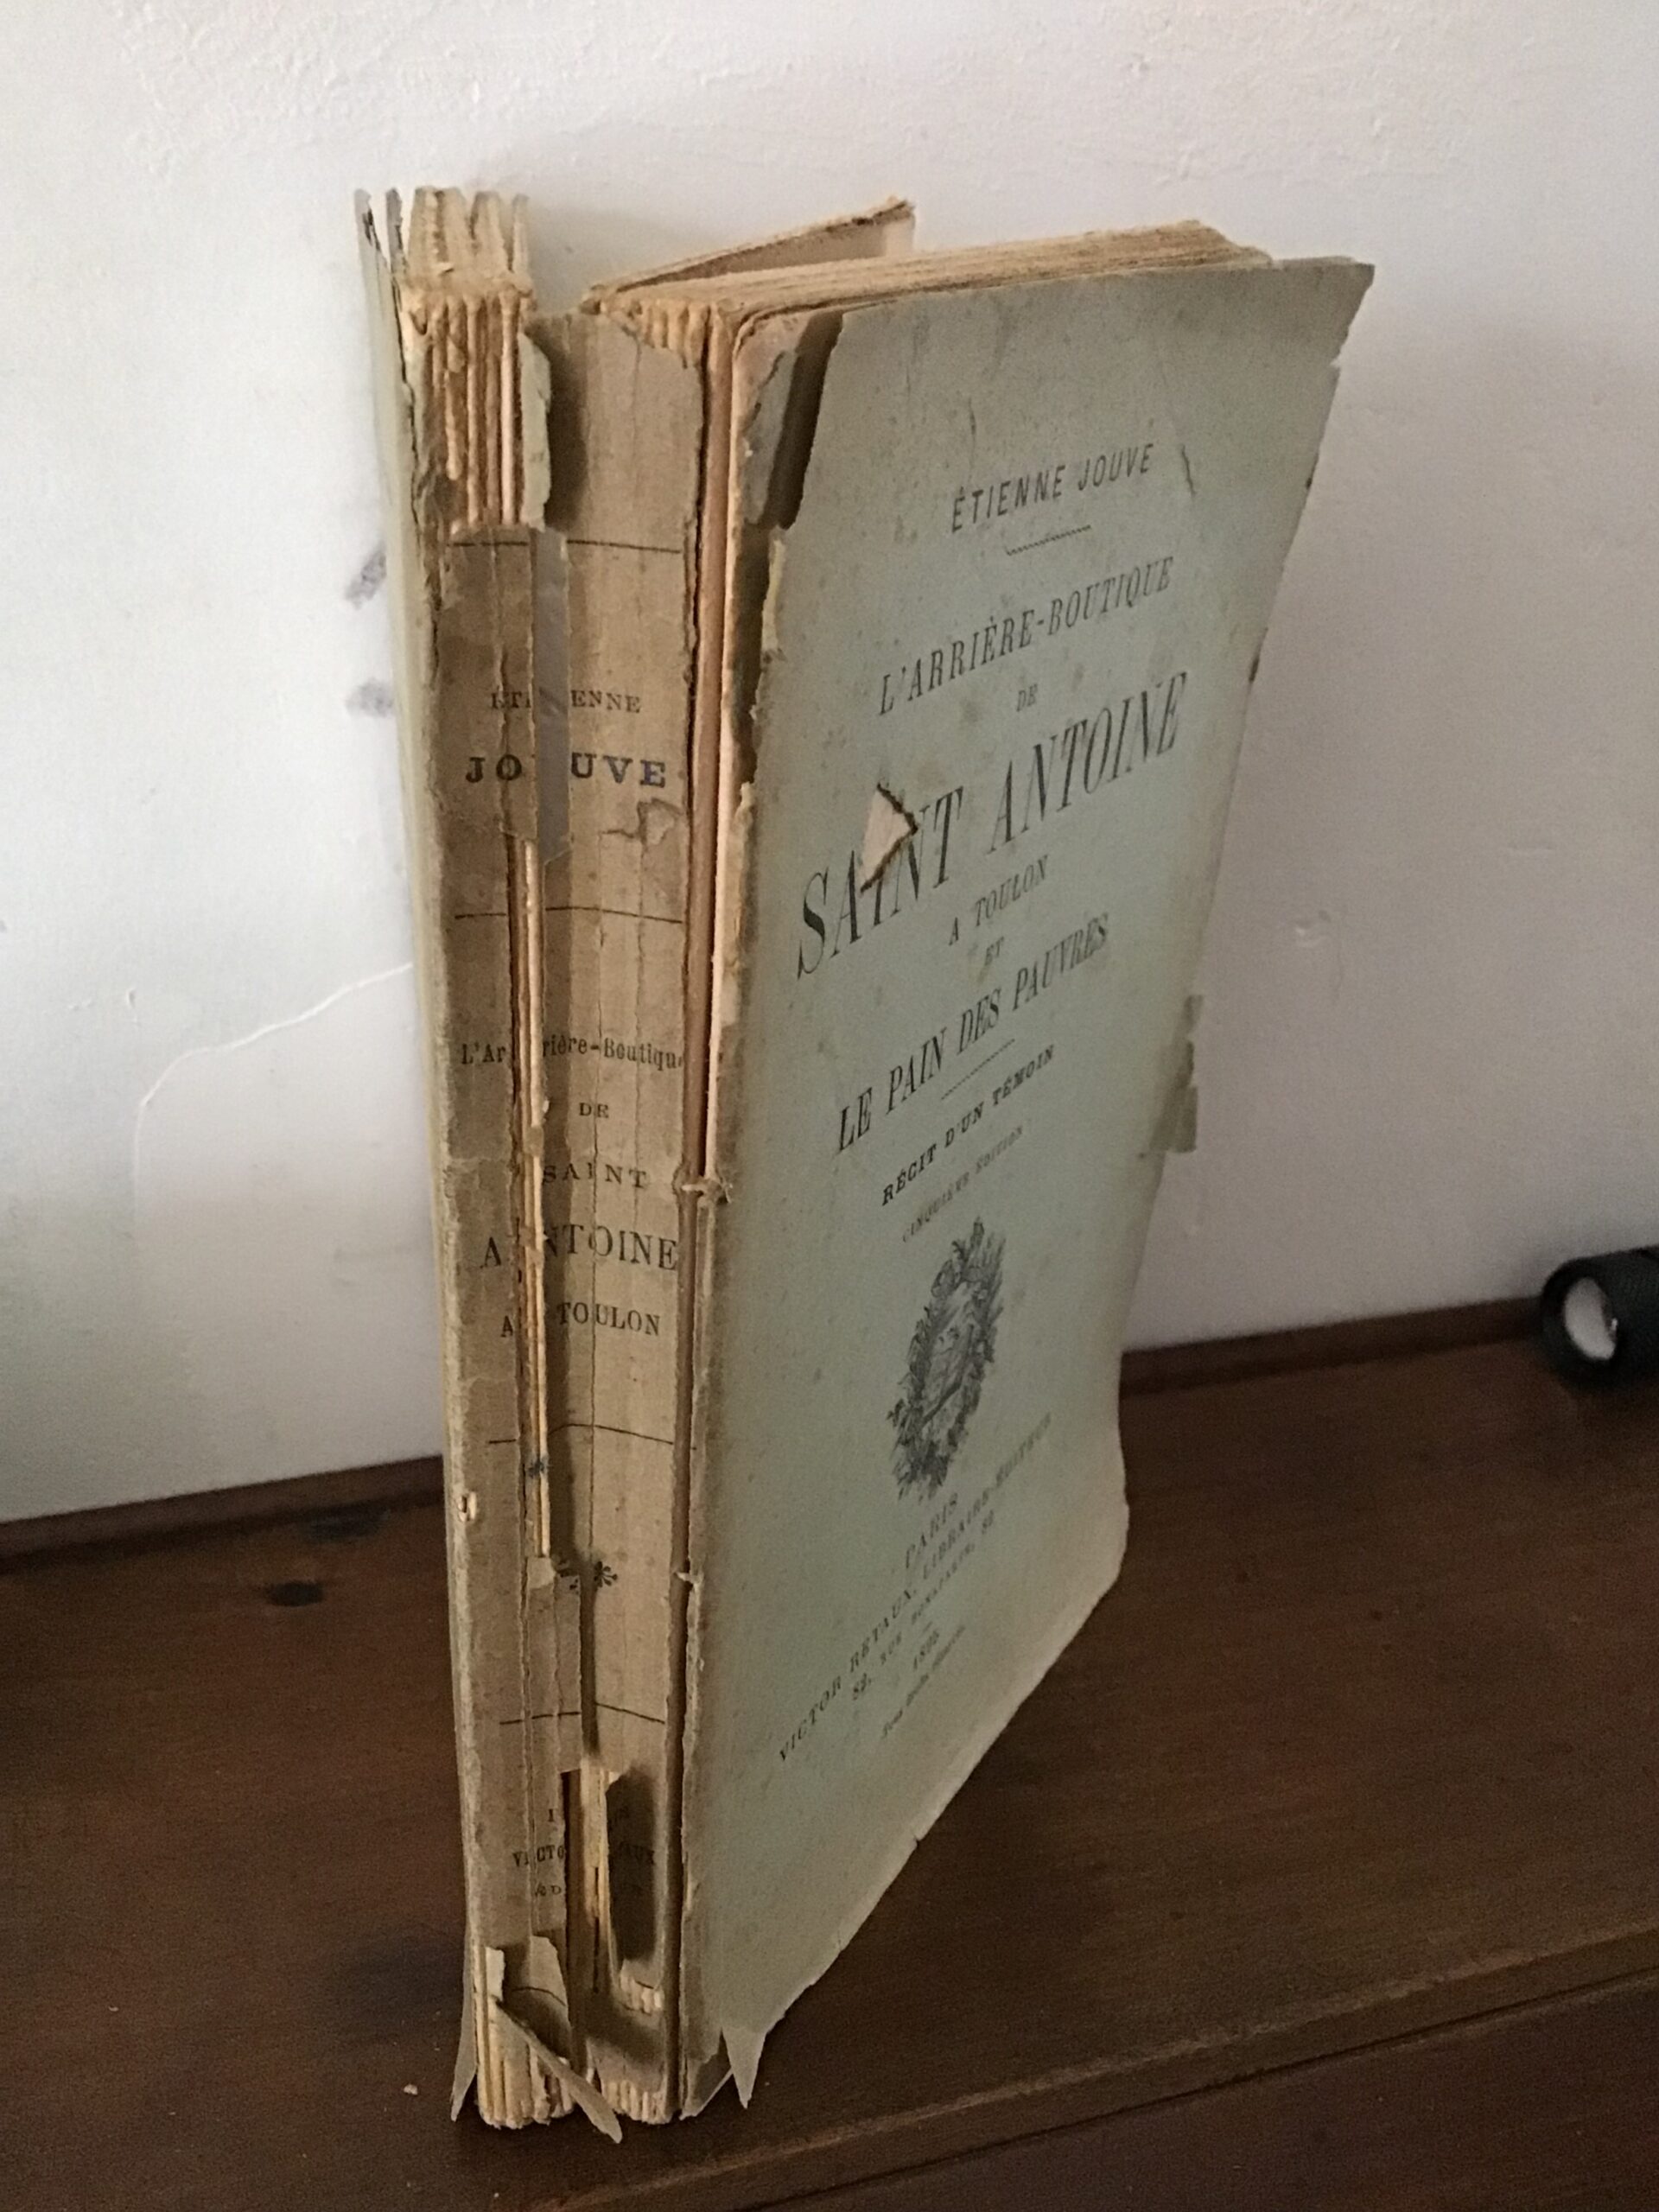 ETIENNE
JOUVE
L'Arrière-Boutique
DE
SAINT
ANTOINE
A TOULON
ÉTIENNE JOUVE
L'ARRIÈRE-BOUTIQUE
DE
SAINT ANTOINE
A TOULON
ET
LE PAIN DES PAUVRES
RÉCIT D'UN TÉMOIN
CINQUIÈME ÉDITION
PARIS
VICTOR RETAUX, LIBRAIRE-ÉDITEUR
82, RUE BONAPARTE, 82